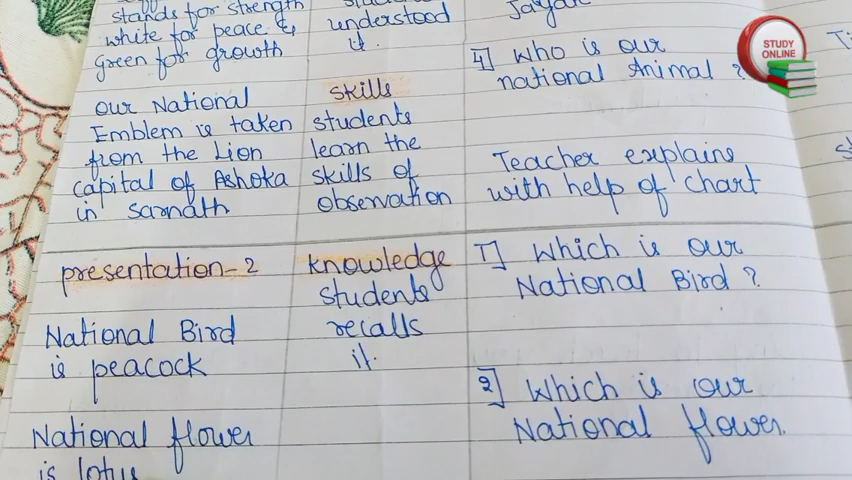 stands for strength
white for peace &
green for growth
our National
Emblem is taken
from the Lion
capital of Ashoka
in sarnath
presentation-2
National Bird
is peacock
National flower
is lotus
understood
it.
skills
students
learn the
skills of
observation
knowledge
students
recalls
it.
4] Who is our
national Animal ?
Teacher explains
with help of chart
1] Which is our
National Bird ?
2] Which is our
National flower.
STUDY
ONLINE